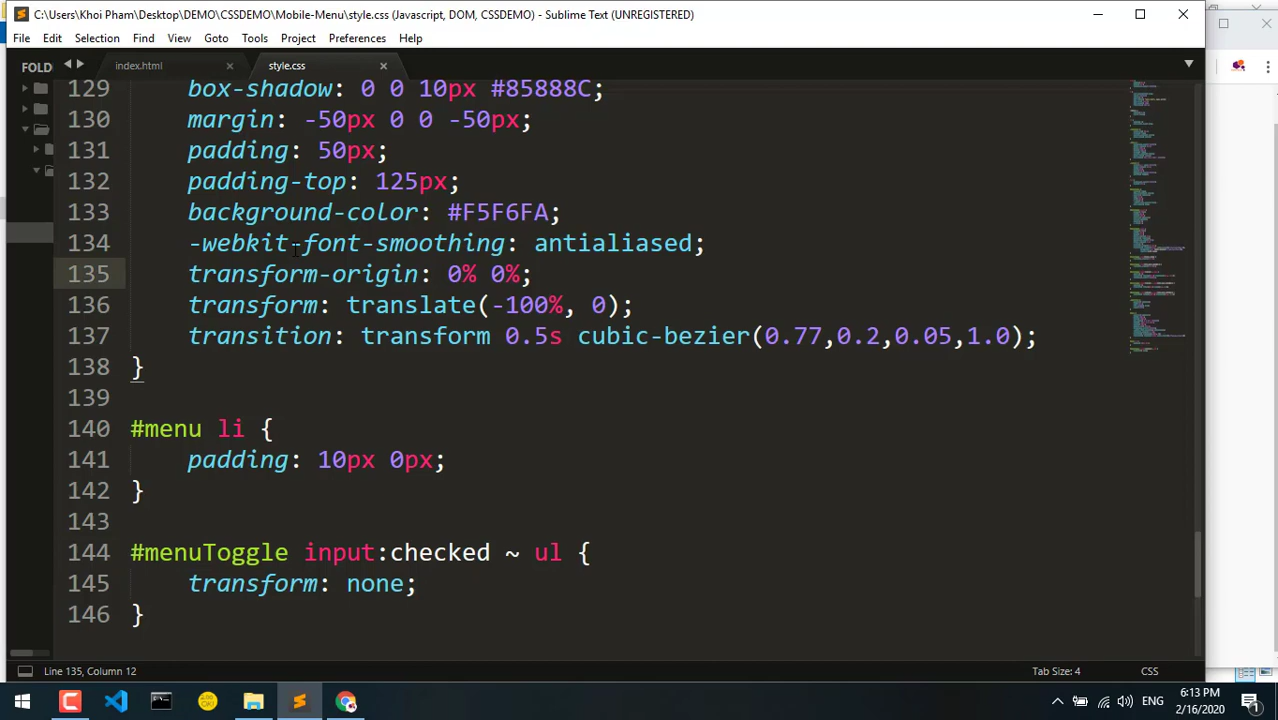 C:\Users\Khoi Pham\Desktop\DEMO\CSSDEMO\Mobile-Menu\style.css (Javascript, DOM, CSSDEMO) - Sublime Text (UNREGISTERED)
File Edit Selection Find View Goto Tools Project Preferences Help
FOLD index.html style.css
129 box-shadow: 0 0 10px #85888C;
130 margin: -50px 0 0 -50px;
131 padding: 50px;
132 padding-top: 125px;
133 background-color: #F5F6FA;
134 -webkit-font-smoothing: antialiased;
135 transform-origin: 0% 0%;
136 transform: translate(-100%, 0);
137 transition: transform 0.5s cubic-bezier(0.77,0.2,0.05,1.0);
138 }
139
140 #menu li {
141 padding: 10px 0px;
142 }
143
144 #menuToggle input:checked ~ ul {
145 transform: none;
146 }
Line 135, Column 12 Tab Size: 4 CSS
ENG 6:13 PM
2/16/2020